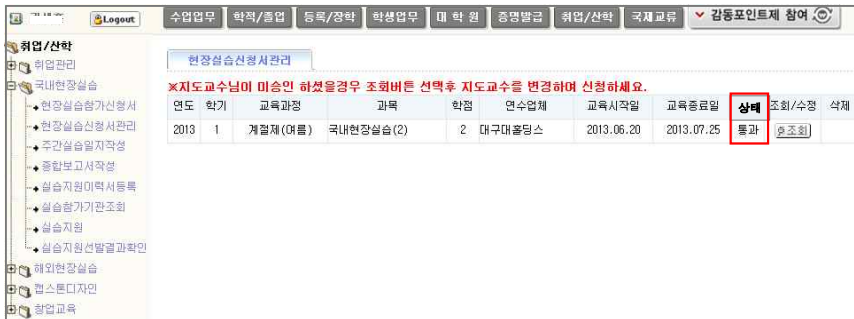 Logout
수업업무 학적/졸업 등록/장학 학생업무 대 학 원 증명발급 취업/산학 국제교류 감동포인트제 참여
취업/산학
취업관리
국내현장실습
현장실습참가신청서
현장실습신청서관리
주간실습일지작성
종합보고서작성
실습지원이력서등록
실습참가기관조회
실습지원
실습지원선발결과확인
해외현장실습
캡스톤디자인
창업교육
현장실습신청서관리
※지도교수님이 미승인 하셨을경우 조회버튼 선택후 지도교수를 변경하여 신청하세요.
연도 학기 교육과정 과목 학점 연수업체 교육시작일 교육종료일 상태 조회/수정 삭제
2013 1 계절제(여름) 국내현장실습(2) 2 대구대홀딩스 2013.06.20 2013.07.25 통과 조회